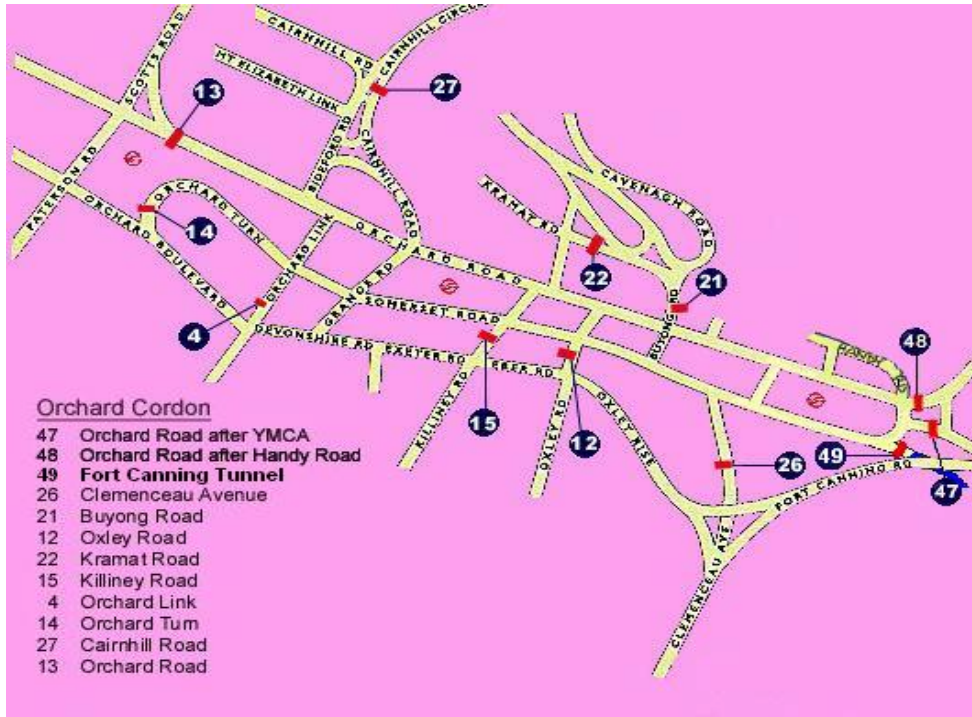 CAIRNHILL RD
CAIRNHILL CIRCLE
SCOTTS ROAD
MT ELIZABETH LINK
27
13
BIDEFORD RD
CAIRNHILL ROAD
PATERSON RD
CAVENAGH ROAD
KRAMAT RD
ORCHARD TURN
ORCHARD BOULEVARD
14
ORCHARD LINK
ORCHARD ROAD
22
21
GRANGE RD
SOMERSET ROAD
BUYONG RD
4
DEVONSHIRE RD
EXETER RD
EBER RD
HANDY RD
48
KILLINEY RD
15
OXLEY RD
12
OXLEY RISE
26
49
FORT CANNING RD
47
CLEMENCEAU AVE
Orchard Cordon
47 Orchard Road after YMCA
48 Orchard Road after Handy Road
49 Fort Canning Tunnel
26 Clemenceau Avenue
21 Buyong Road
12 Oxley Road
22 Kramat Road
15 Killiney Road
4 Orchard Link
14 Orchard Turn
27 Cairnhill Road
13 Orchard Road